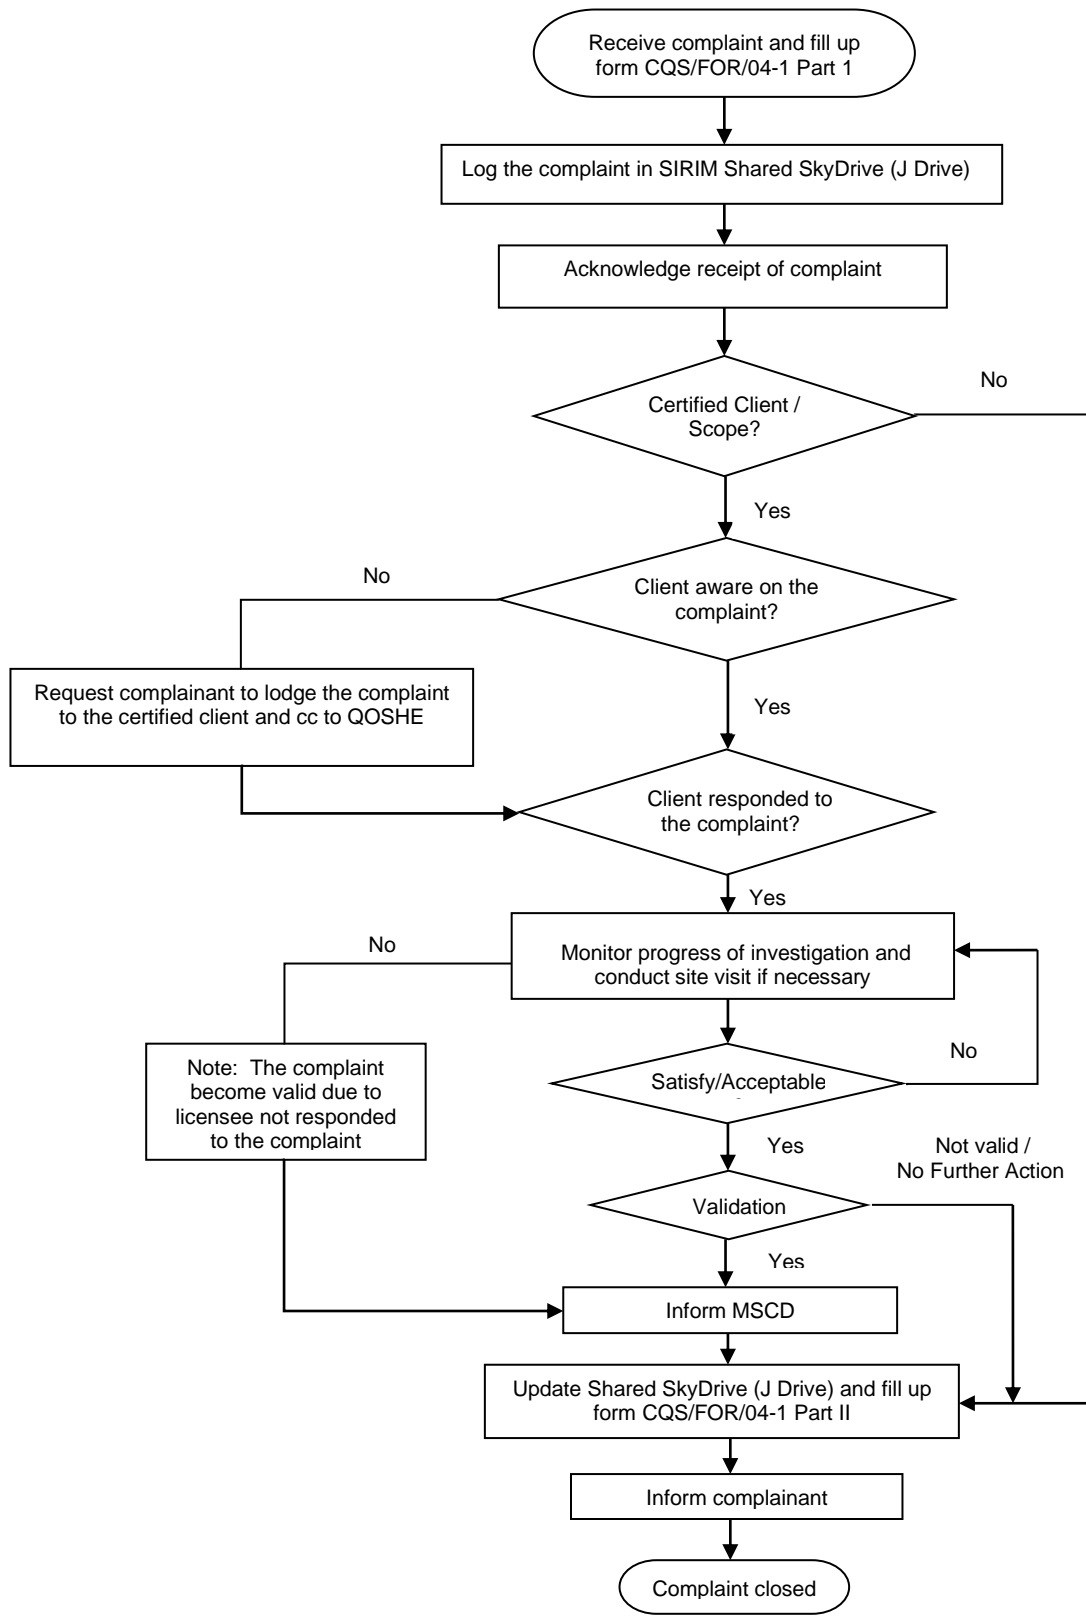 Receive complaint and fill up
form CQS/FOR/04-1 Part 1
Log the complaint in SIRIM Shared SkyDrive (J Drive)
Acknowledge receipt of complaint
No
Certified Client /
Scope?
Yes
No
Client aware on the
complaint?
Request complainant to lodge the complaint
to the certified client and cc to QOSHE
Yes
Client responded to
the complaint?
Yes
No
Monitor progress of investigation and
conduct site visit if necessary
Note: The complaint
become valid due to
licensee not responded
to the complaint
No
Satisfy/Acceptable
Yes
Not valid /
No Further Action
Validation
Yes
Inform MSCD
Update Shared SkyDrive (J Drive) and fill up
form CQS/FOR/04-1 Part II
Inform complainant
Complaint closed